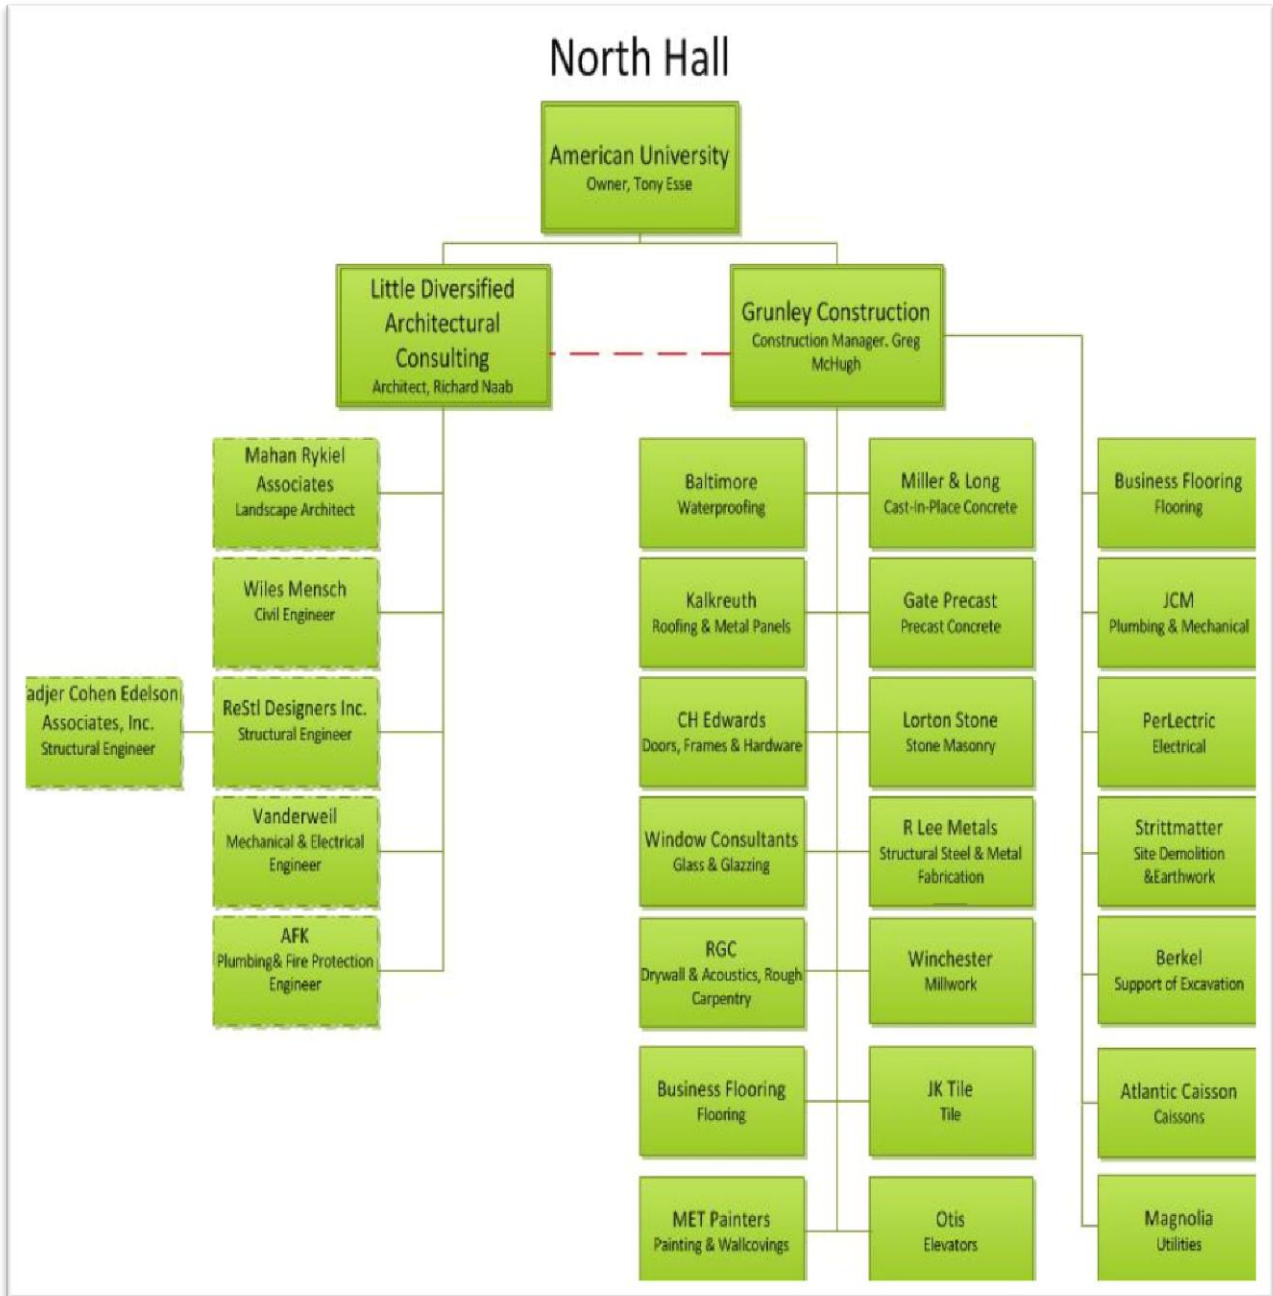 North Hall
American University
Owner, Tony Esse
Little Diversified
Architectural
Consulting
Architect, Richard Naab
Grunley Construction
Construction Manager. Greg
McHugh
Mahan Rykiel
Associates
Landscape Architect
Wiles Mensch
Civil Engineer
adjer Cohen Edelson
Associates, Inc.
Structural Engineer
ReStl Designers Inc.
Structural Engineer
Vanderweil
Mechanical & Electrical
Engineer
AFK
Plumbing& Fire Protection
Engineer
Baltimore
Waterproofing
Kalkreuth
Roofing & Metal Panels
CH Edwards
Doors, Frames & Hardware
Window Consultants
Glass & Glazzing
RGC
Drywall & Acoustics, Rough
Carpentry
Business Flooring
Flooring
MET Painters
Painting & Wallcovings
Miller & Long
Cast-In-Place Concrete
Gate Precast
Precast Concrete
Lorton Stone
Stone Masonry
R Lee Metals
Structural Steel & Metal
Fabrication
Winchester
Millwork
JK Tile
Tile
Otis
Elevators
Business Flooring
Flooring
JCM
Plumbing & Mechanical
PerLectric
Electrical
Strittmatter
Site Demolition
&Earthwork
Berkel
Support of Excavation
Atlantic Caisson
Caissons
Magnolia
Utilities